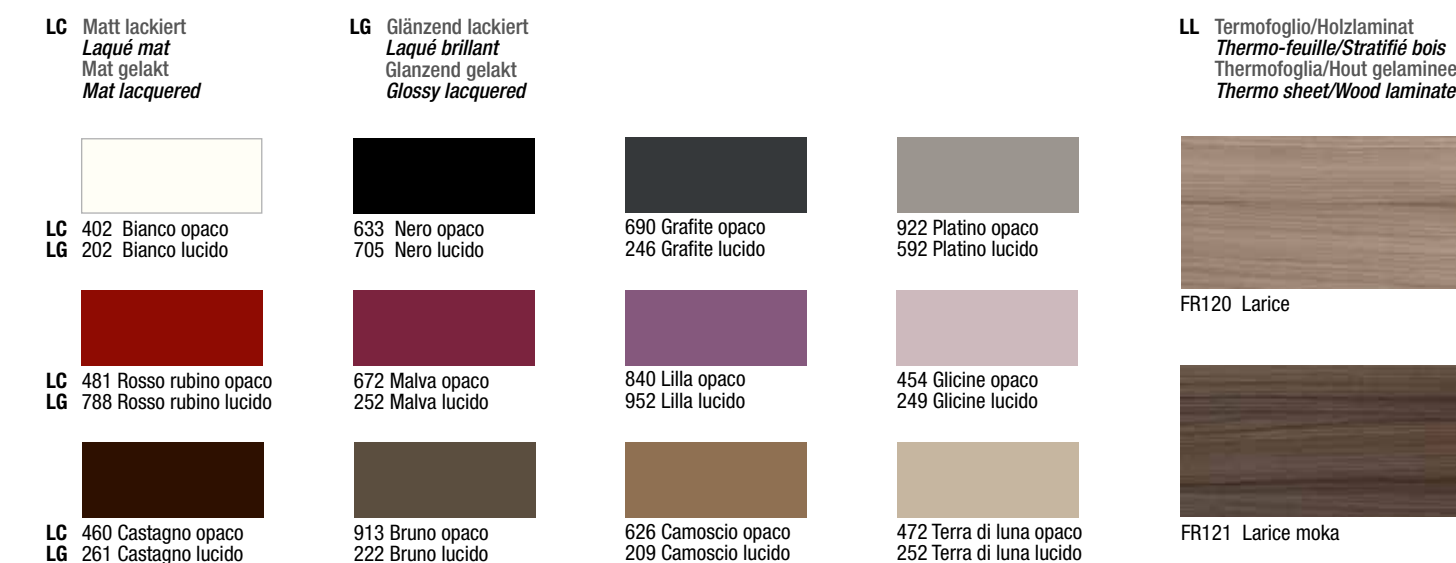 LC Matt lackiert
Laqué mat
Mat gelakt
Mat lacquered
LG Glänzend lackiert
Laqué brillant
Glanzend gelakt
Glossy lacquered
LL Termofoglio/Holzlaminat
Thermo-feuille/Stratifié bois
Thermofoglia/Hout gelaminee
Thermo sheet/Wood laminate
LC 402 Bianco opaco
LG 202 Bianco lucido
633 Nero opaco
705 Nero lucido
690 Grafite opaco
246 Grafite lucido
922 Platino opaco
592 Platino lucido
FR120 Larice
LC 481 Rosso rubino opaco
LG 788 Rosso rubino lucido
672 Malva opaco
252 Malva lucido
840 Lilla opaco
952 Lilla lucido
454 Glicine opaco
249 Glicine lucido
LC 460 Castagno opaco
LG 261 Castagno lucido
913 Bruno opaco
222 Bruno lucido
626 Camoscio opaco
209 Camoscio lucido
472 Terra di luna opaco
252 Terra di luna lucido
FR121 Larice moka